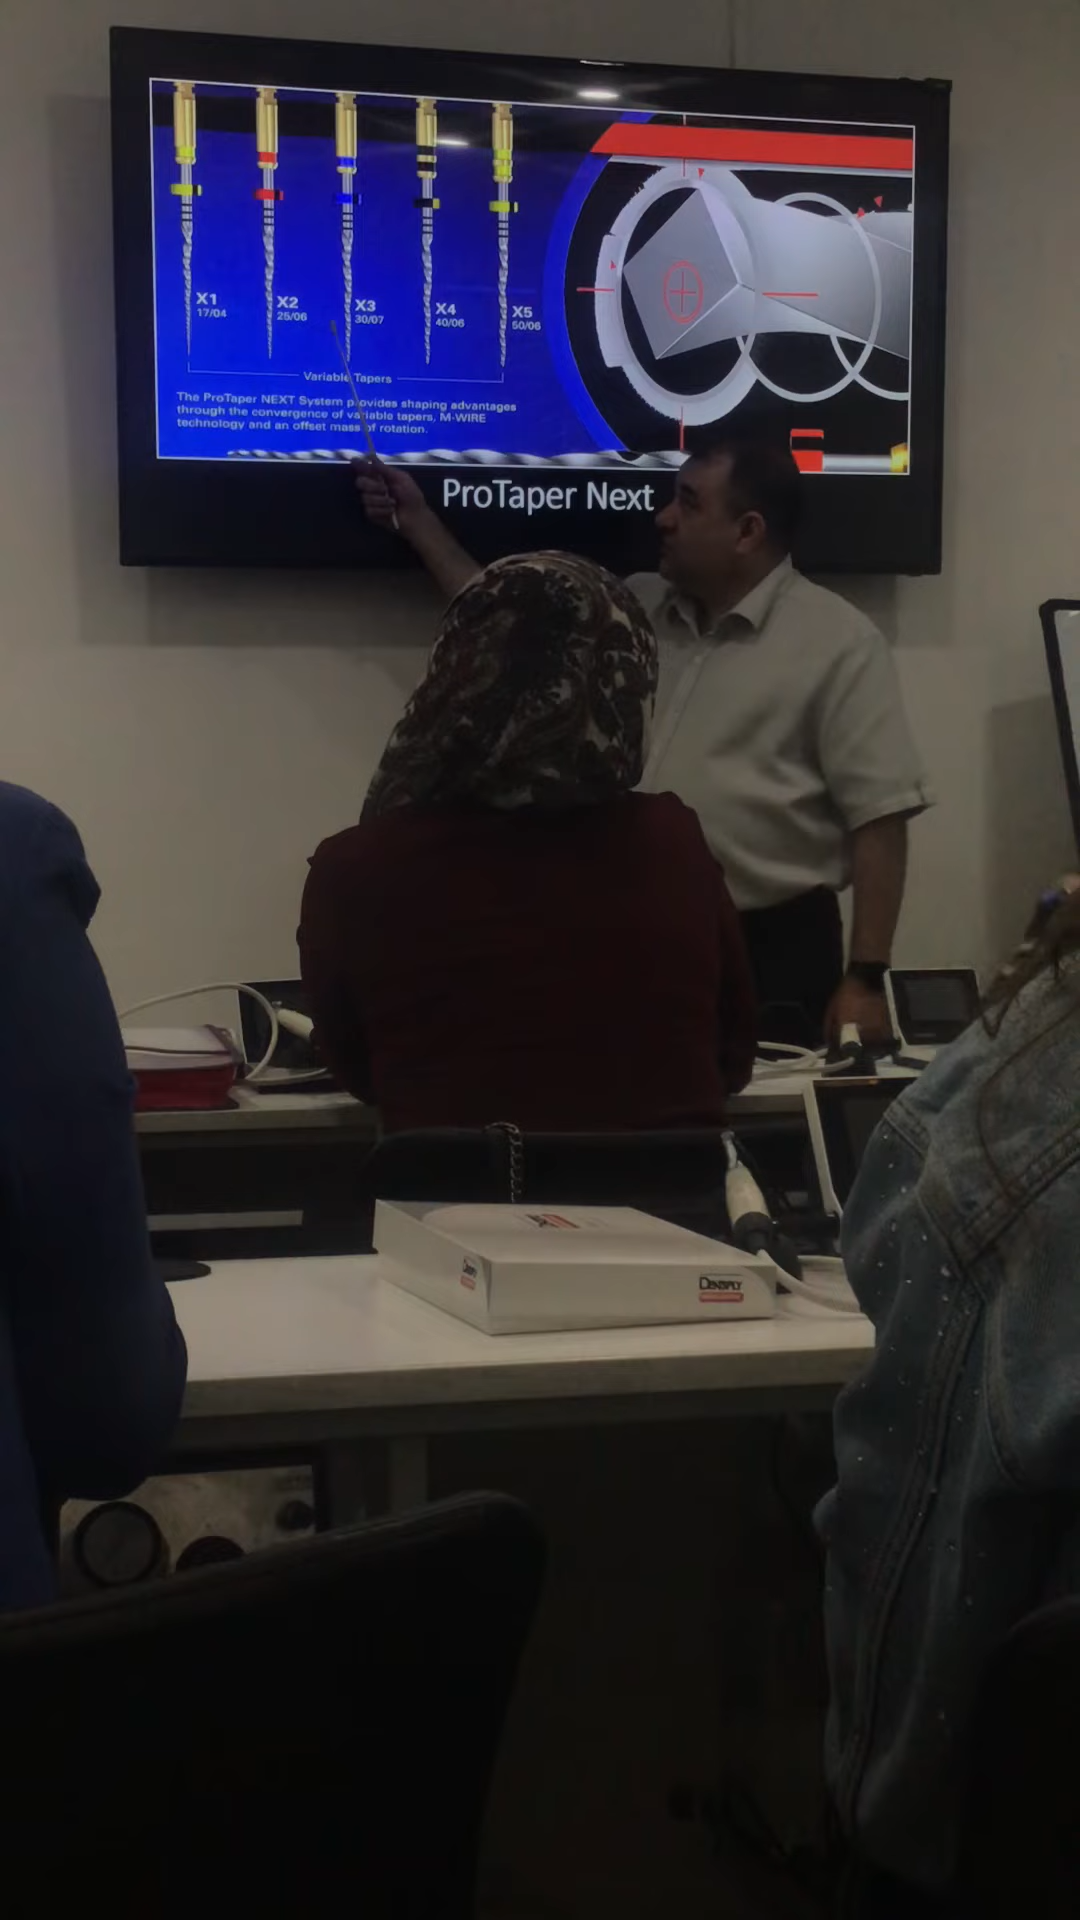 X1
17/04
X2
25/06
X3
30/07
X4
40/06
X5
50/06
Variable Tapers
The ProTaper NEXT System provides shaping advantages
through the convergence of variable tapers, M-WIRE
technology and an offset mass of rotation.
ProTaper Next
DENTSPLY